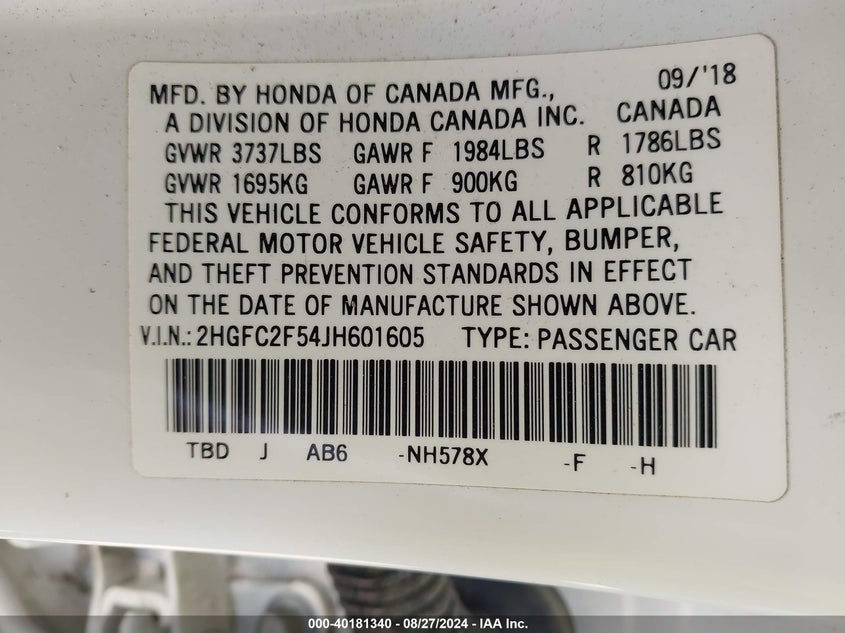 09/'18
MFD. BY HONDA OF CANADA MFG.,
A DIVISION OF HONDA CANADA INC. CANADA
GVWR 3737LBS GAWR F 1984LBS R 1786LBS
GVWR 1695KG GAWR F 900KG R 810KG
THIS VEHICLE CONFORMS TO ALL APPLICABLE
FEDERAL MOTOR VEHICLE SAFETY, BUMPER,
AND THEFT PREVENTION STANDARDS IN EFFECT
ON THE DATE OF MANUFACTURE SHOWN ABOVE.
V.I.N.: 2HGFC2F54JH601605 TYPE: PASSENGER CAR
TBD J AB6 -NH578X -F -H
000-40181340 - 08/27/2024 - IAA Inc.